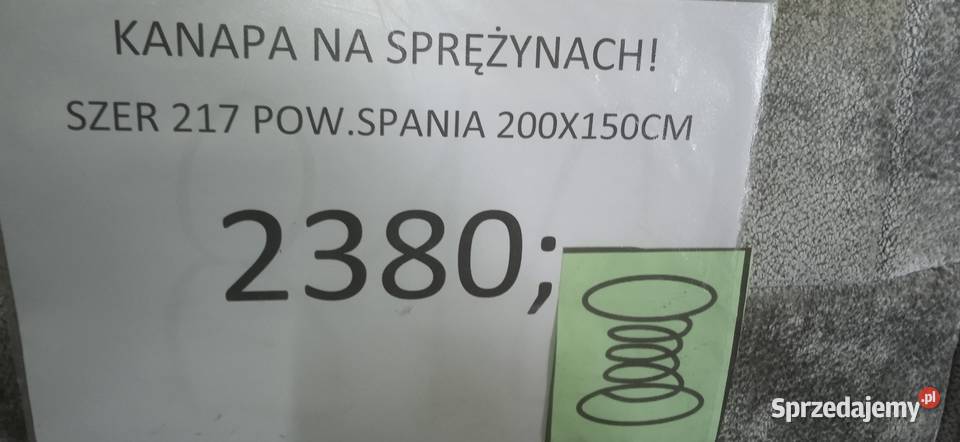 KANAPA NA SPRĘŻYNACH!
SZER 217 POW.SPANIA 200X150CM
2380;
Sprzedajemy.pl